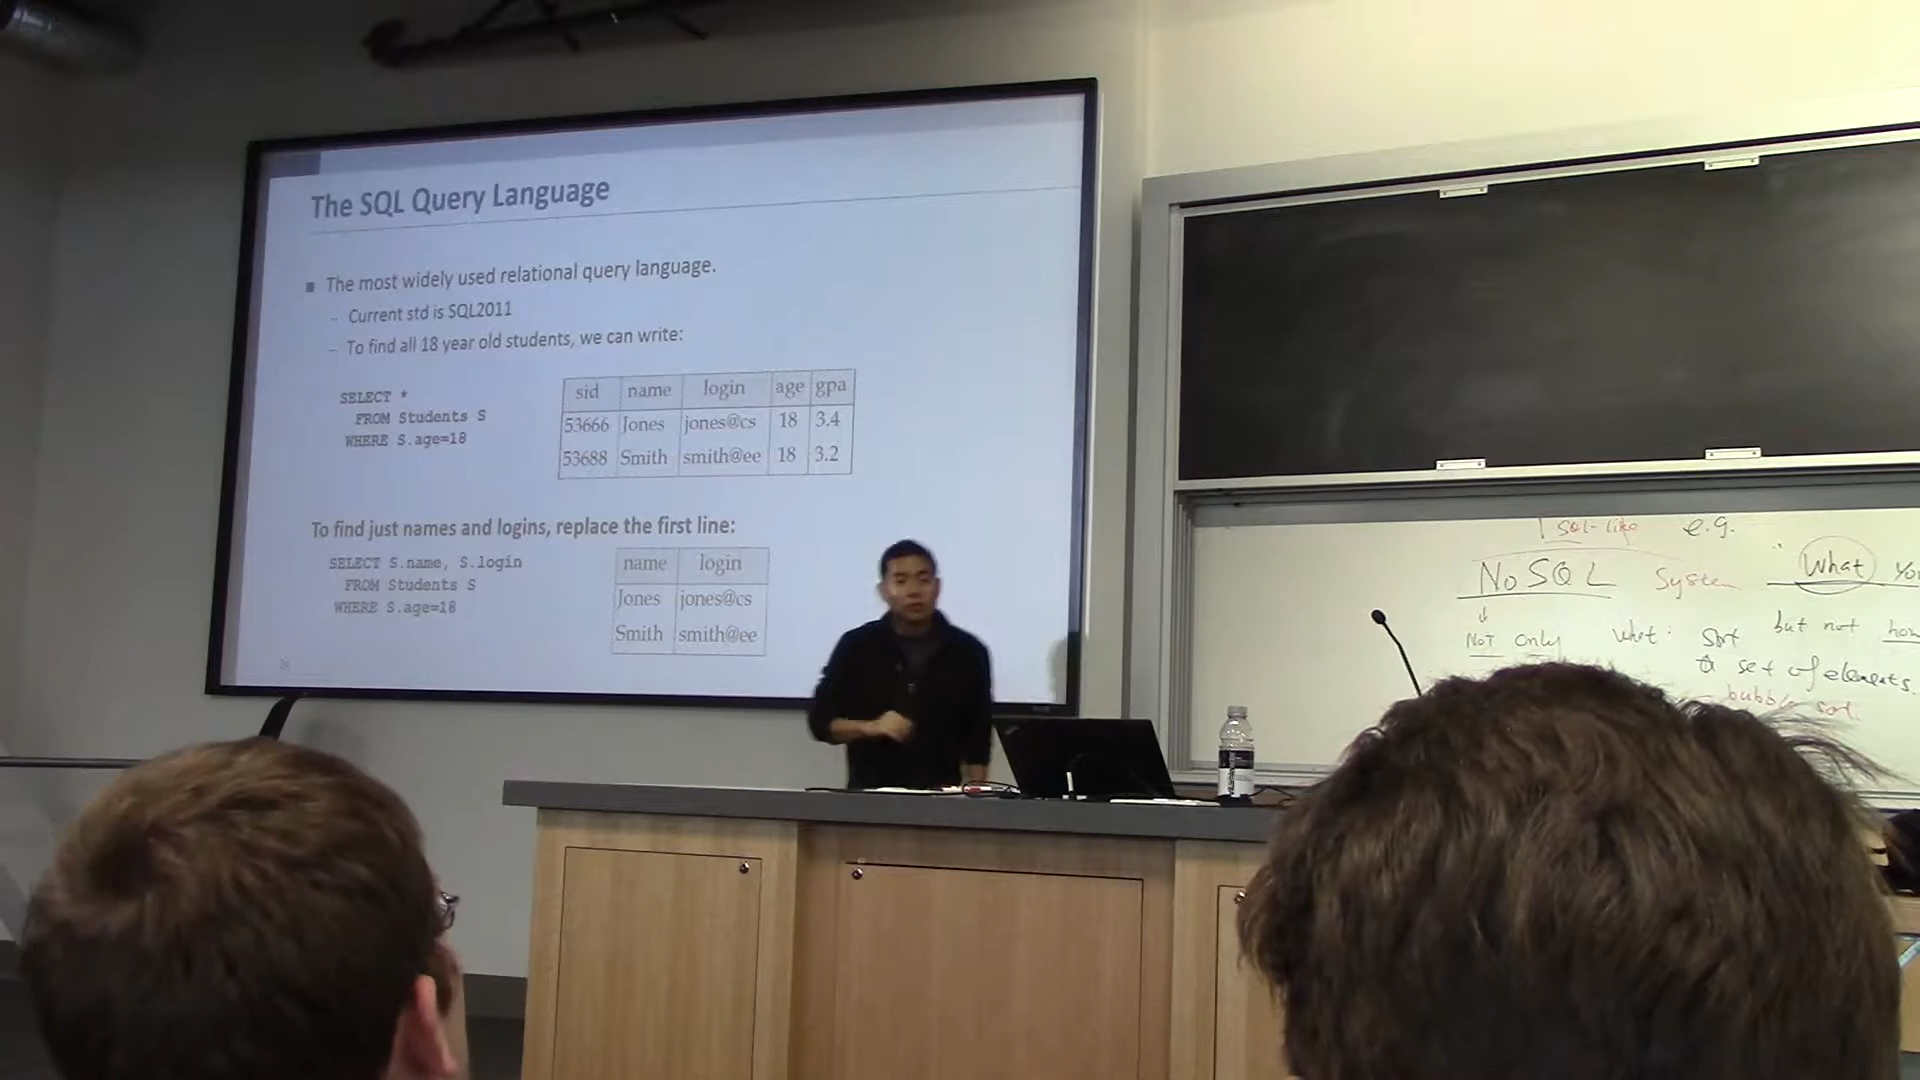 The SQL Query Language
The most widely used relational query language.
Current std is SQL2011
To find all 18 year old students, we can write:
SELECT *
FROM Students S
WHERE S.age=18
sid name login age gpa
53666 Jones jones@cs 18 3.4
53688 Smith smith@ee 18 3.2
To find just names and logins, replace the first line:
SELECT S.name, S.login
FROM Students S
WHERE S.age=18
name login
Jones jones@cs
Smith smith@ee
sql-like e.g.
NoSQL System What
NOT only What: sort but not how
set of elements.
bubble sort.